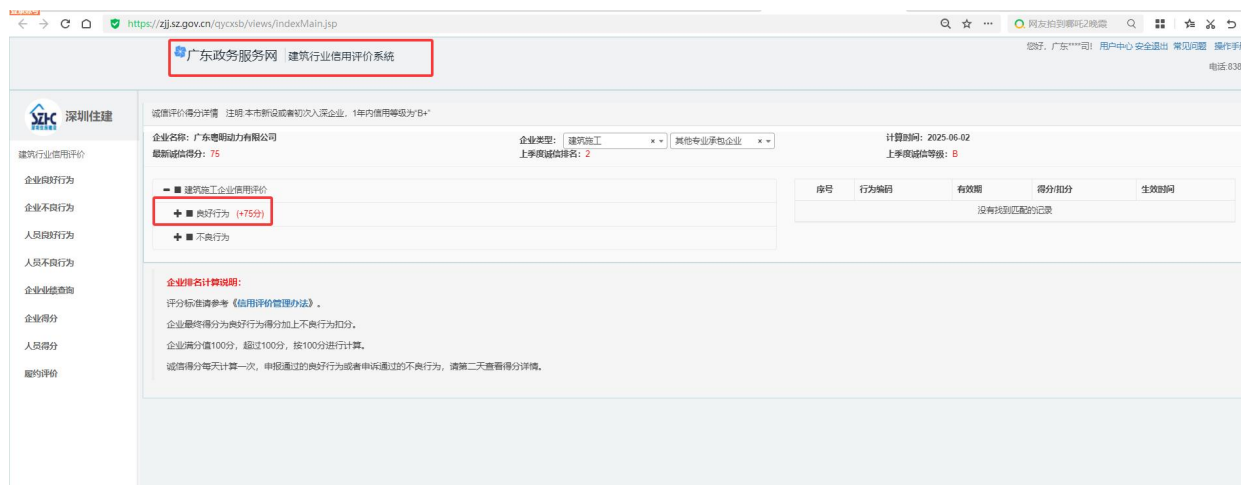 https://zjj.sz.gov.cn/qycxsb/views/indexMain.jsp
网友拍到哪吒2晚霞
广东政务服务网 建筑行业信用评价系统
您好，广东****司! 用户中心 安全退出 常见问题 操作手册
电话:838
深圳住建
建筑行业信用评价
企业良好行为
企业不良行为
人员良好行为
人员不良行为
企业业绩查询
企业得分
人员得分
履约评价
诚信评价得分详情 注明:本市新设或者初次入深企业，1年内信用等级为"B+"
企业名称：广东粤明动力有限公司 企业类型： 建筑施工 × 其他专业承包企业 × 计算时间：2025-06-02
最新诚信得分：75 上季度诚信排名：2 上季度诚信等级：B
建筑施工企业信用评价
良好行为 (+75分)
不良行为
序号 行为编码 有效期 得分/扣分 生效时间
没有找到匹配的记录
企业排名计算说明：
评分标准请参考《信用评价管理办法》。
企业最终得分为良好行为得分加上不良行为扣分。
企业满分值100分，超过100分，按100分进行计算。
诚信得分每天计算一次，申报通过的良好行为或者申诉通过的不良行为，请第二天查看得分详情。